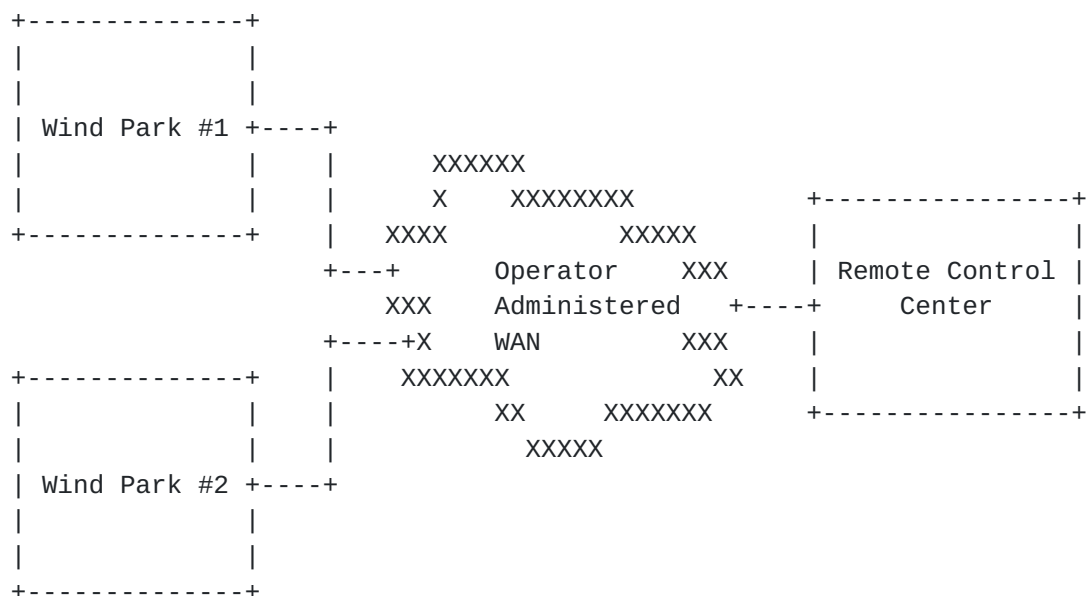 Wind Park #1
Operator
Administered
WAN
Remote Control
Center
Wind Park #2